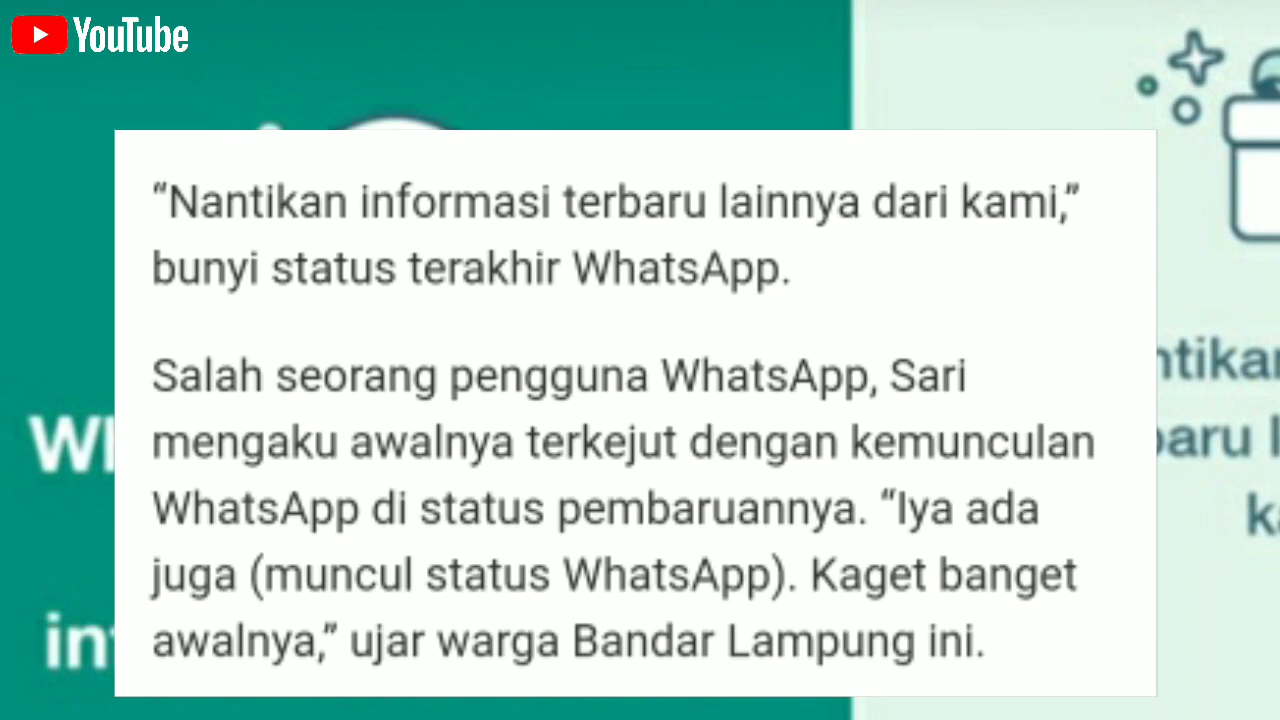 YouTube
“Nantikan informasi terbaru lainnya dari kami,”
bunyi status terakhir WhatsApp.
Salah seorang pengguna WhatsApp, Sari
mengaku awalnya terkejut dengan kemunculan
WhatsApp di status pembaruannya. “Iya ada
juga (muncul status WhatsApp). Kaget banget
awalnya,” ujar warga Bandar Lampung ini.